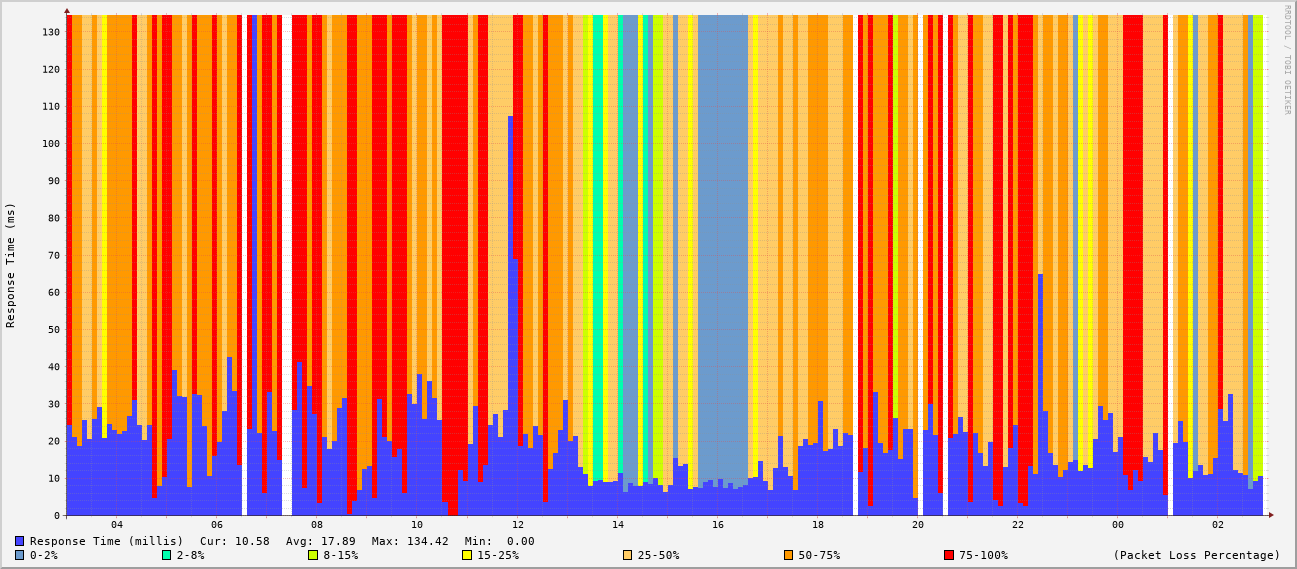 RRDTOOL / TOBI OETIKER
Response Time (ms)
130
120
110
100
90
80
70
60
50
40
30
20
10
0
04 06 08 10 12 14 16 18 20 22 00 02
Response Time (millis) Cur: 10.58 Avg: 17.89 Max: 134.42 Min: 0.00
0-2% 2-8% 8-15% 15-25% 25-50% 50-75% 75-100% (Packet Loss Percentage)